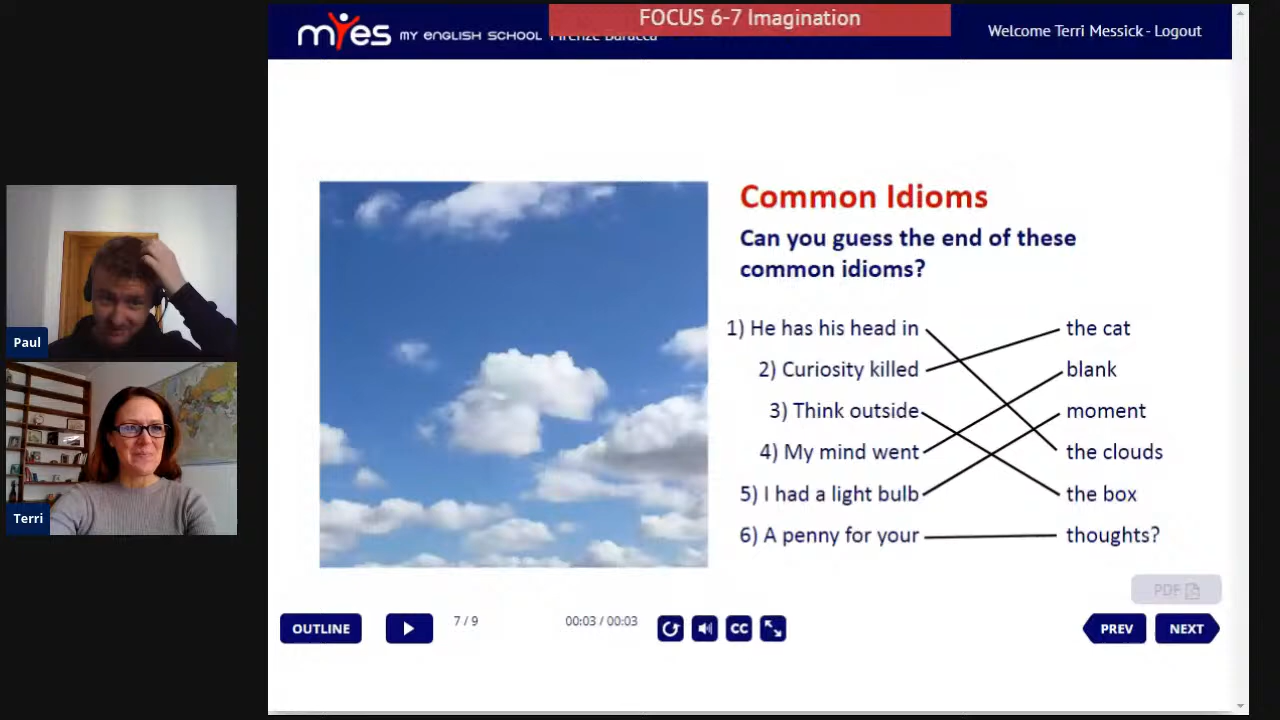 FOCUS 6-7 Imagination
myes MY ENGLISH SCHOOL Firenze Baracca
Welcome Terri Messick - Logout
Common Idioms
Can you guess the end of these
common idioms?
1) He has his head in the cat
2) Curiosity killed blank
3) Think outside moment
4) My mind went the clouds
5) I had a light bulb the box
6) A penny for your thoughts?
Paul
Terri
PDF
OUTLINE 7 / 9 00:03 / 00:03 CC PREV NEXT